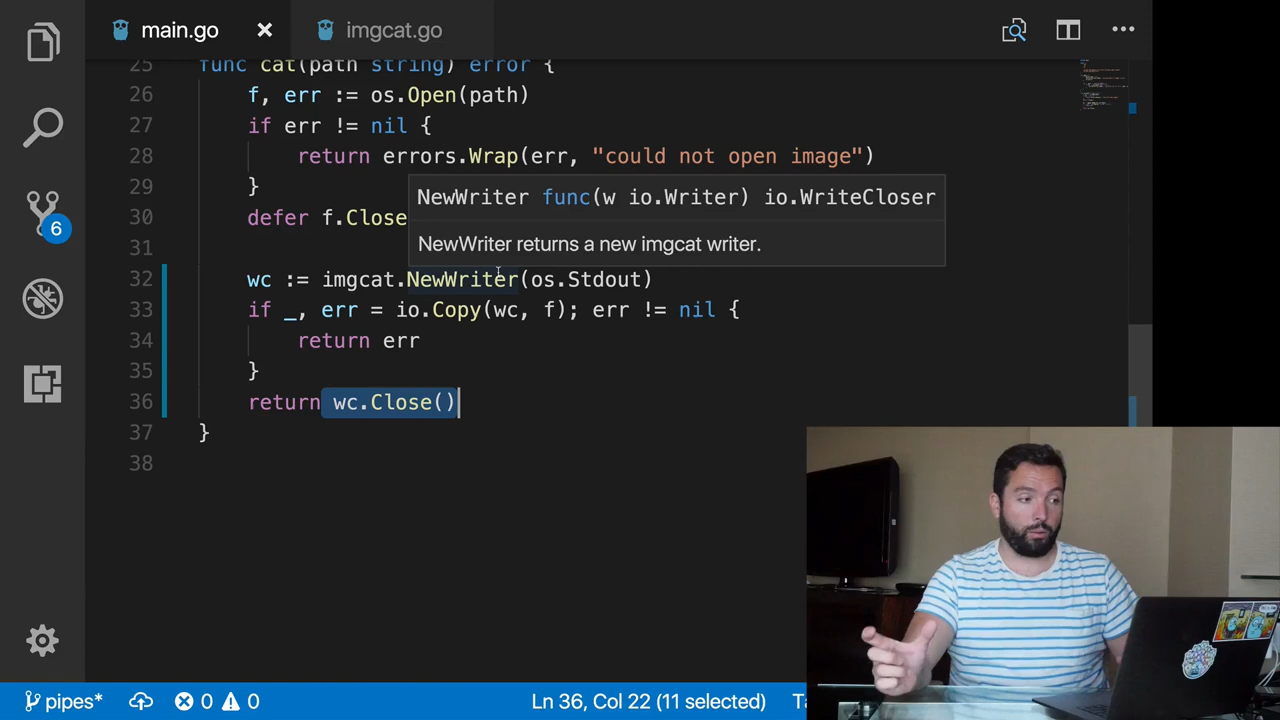 main.go
imgcat.go
25 func cat(path string) error {
26 f, err := os.Open(path)
27 if err != nil {
28 return errors.Wrap(err, "could not open image")
29 }
NewWriter func(w io.Writer) io.WriteCloser
30 defer f.Close
NewWriter returns a new imgcat writer.
31
32 wc := imgcat.NewWriter(os.Stdout)
33 if _, err = io.Copy(wc, f); err != nil {
34 return err
35 }
36 return wc.Close()
37 }
38
6
pipes* 0 0 Ln 36, Col 22 (11 selected) Ta